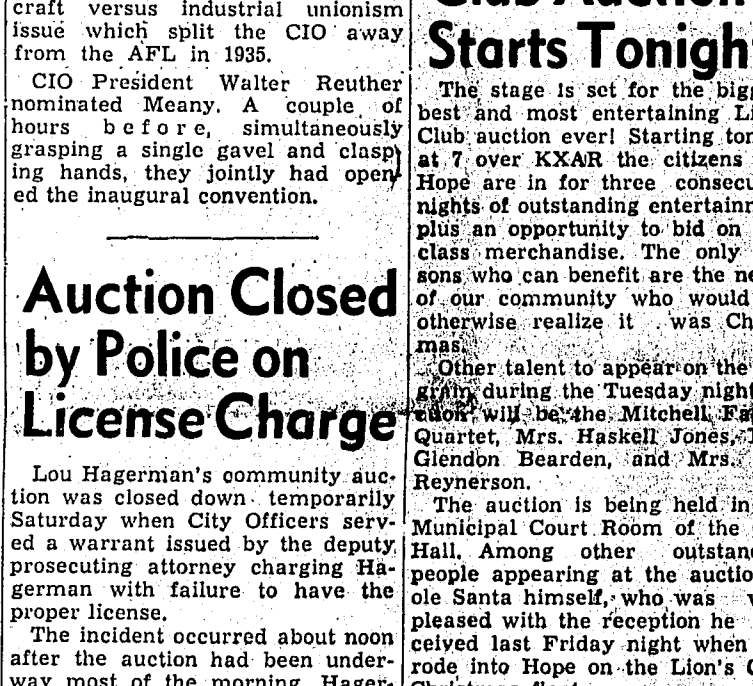 craft versus industrial unionism
issue which split the CIO away
from the AFL in 1935.
CIO President Walter Reuther
nominated Meany. A couple of
hours before, simultaneously
grasping a single gavel and clasp
ing hands, they jointly had open
ed the inaugural convention.
Auction Closed
by Police on
License Charge
Lou Hagerman's community auc-
tion was closed down temporarily
Saturday when City Officers serv-
ed a warrant issued by the deputy
prosecuting attorney charging Ha-
german with failure to have the
proper license.
The incident occurred about noon
after the auction had been under-
way most of the morning. Hager-
Club Auction
Starts Tonigh
The stage is set for the big
best and most entertaining Li
Club auction ever! Starting ton
at 7 over KXAR the citizens
Hope are in for three consecu
nights of outstanding entertainm
plus an opportunity to bid on
class merchandise. The only
sons who can benefit are the ne
of our community who would
otherwise realize it was Ch
mas.
Other talent to appear on the
during the Tuesday night
will be the Mitchell Fa
Quartet, Mrs. Haskell Jones,
Glendon Bearden, and Mrs.
Reynerson.
The auction is being held in
Municipal Court Room of the
Hall. Among other outstan
people appearing at the auctio
ole Santa himself, who was
pleased with the reception he
ceived last Friday night when
rode into Hope on the Lion's